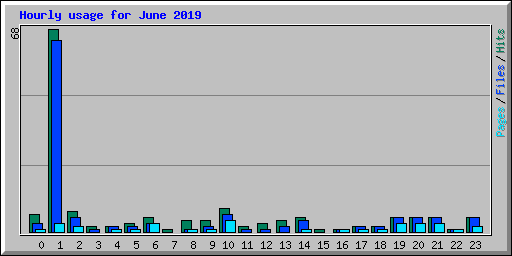 Hourly usage for June 2019
68
Pages/Files/Hits
0 1 2 3 4 5 6 7 8 9 10 11 12 13 14 15 16 17 18 19 20 21 22 23